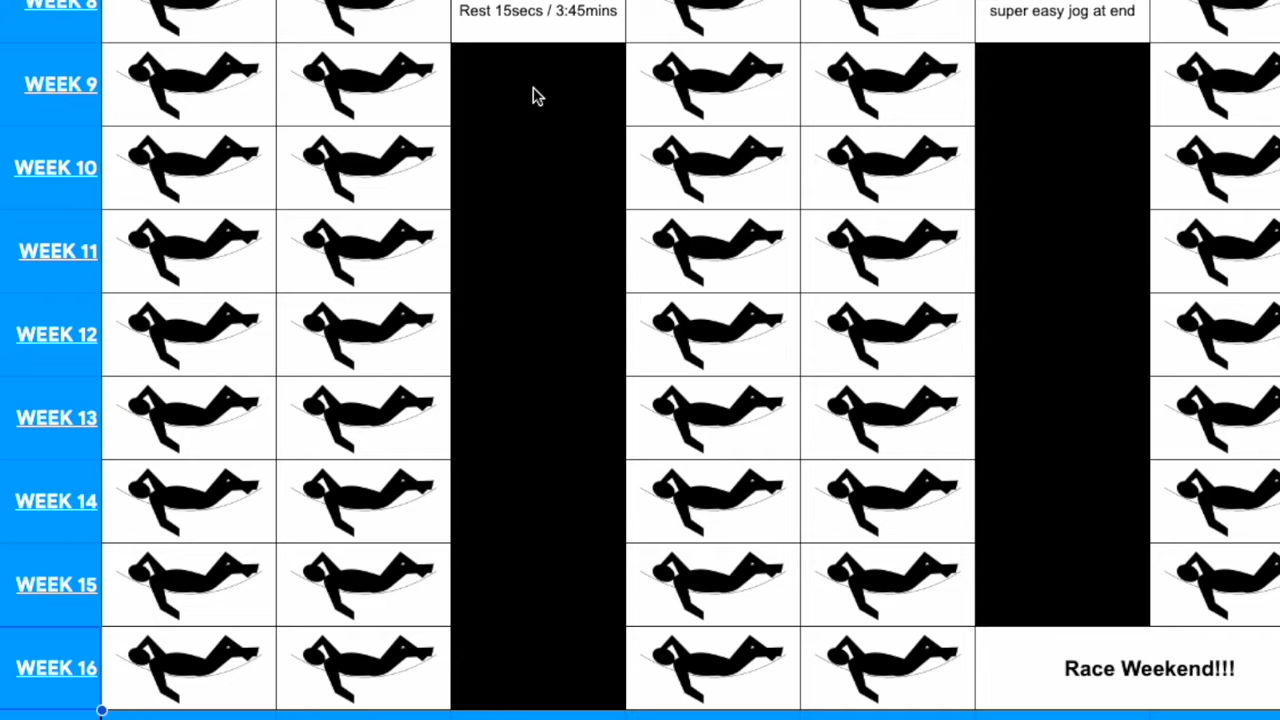 WEEK 8
Rest 15secs / 3:45mins
super easy jog at end
WEEK 9
WEEK 10
WEEK 11
WEEK 12
WEEK 13
WEEK 14
WEEK 15
WEEK 16
Race Weekend!!!